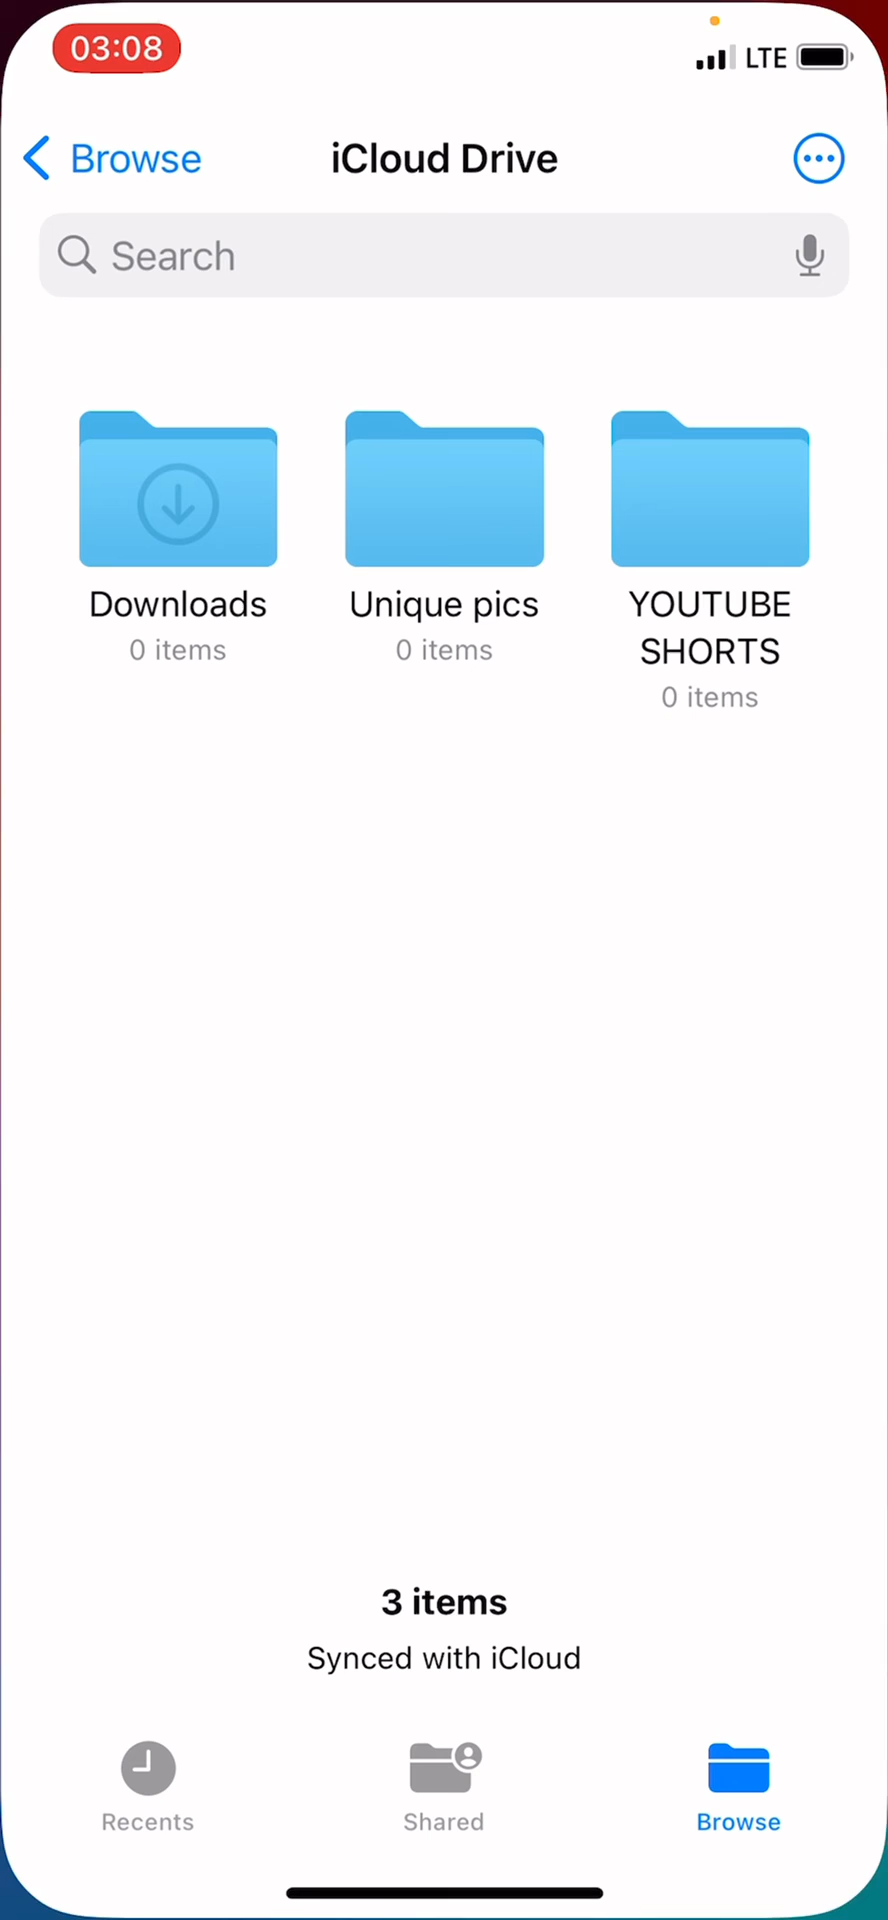 03:08
LTE
Browse
iCloud Drive
Search
Downloads
0 items
Unique pics
0 items
YOUTUBE
SHORTS
0 items
3 items
Synced with iCloud
Recents
Shared
Browse